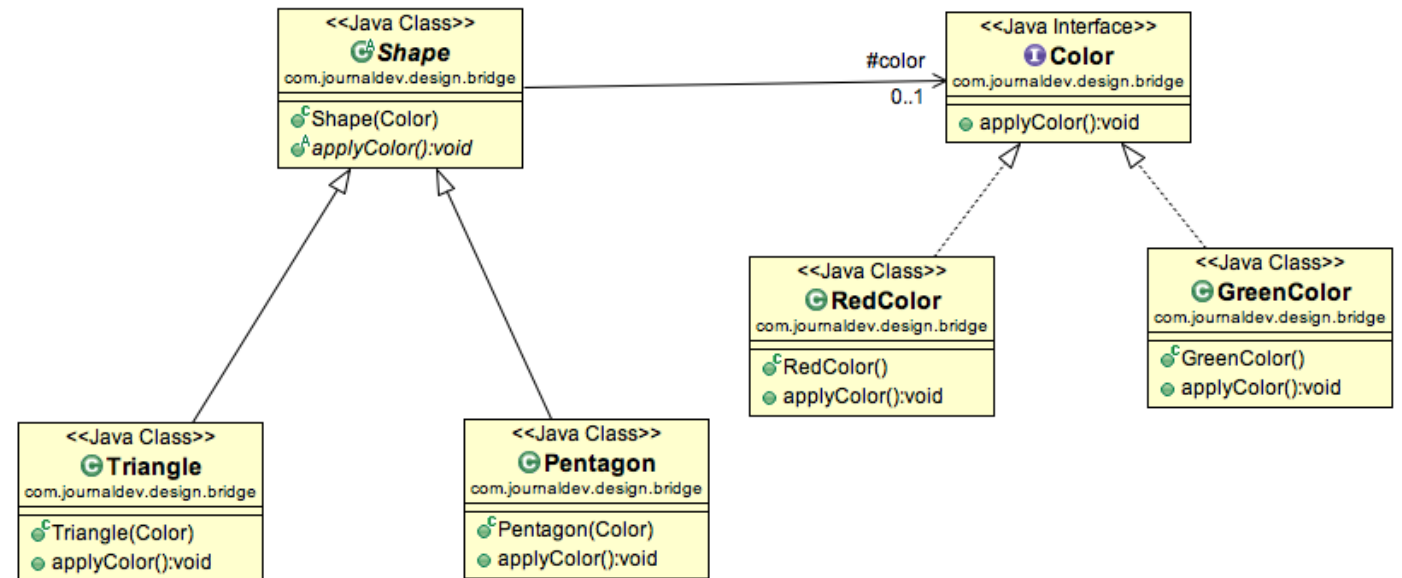 <<Java Class>>
Shape
com.journaldev.design.bridge
Shape(Color)
applyColor():void
#color
0..1
<<Java Interface>>
Color
com.journaldev.design.bridge
applyColor():void
<<Java Class>>
RedColor
com.journaldev.design.bridge
RedColor()
applyColor():void
<<Java Class>>
GreenColor
com.journaldev.design.bridge
GreenColor()
applyColor():void
<<Java Class>>
Triangle
com.journaldev.design.bridge
Triangle(Color)
applyColor():void
<<Java Class>>
Pentagon
com.journaldev.design.bridge
Pentagon(Color)
applyColor():void